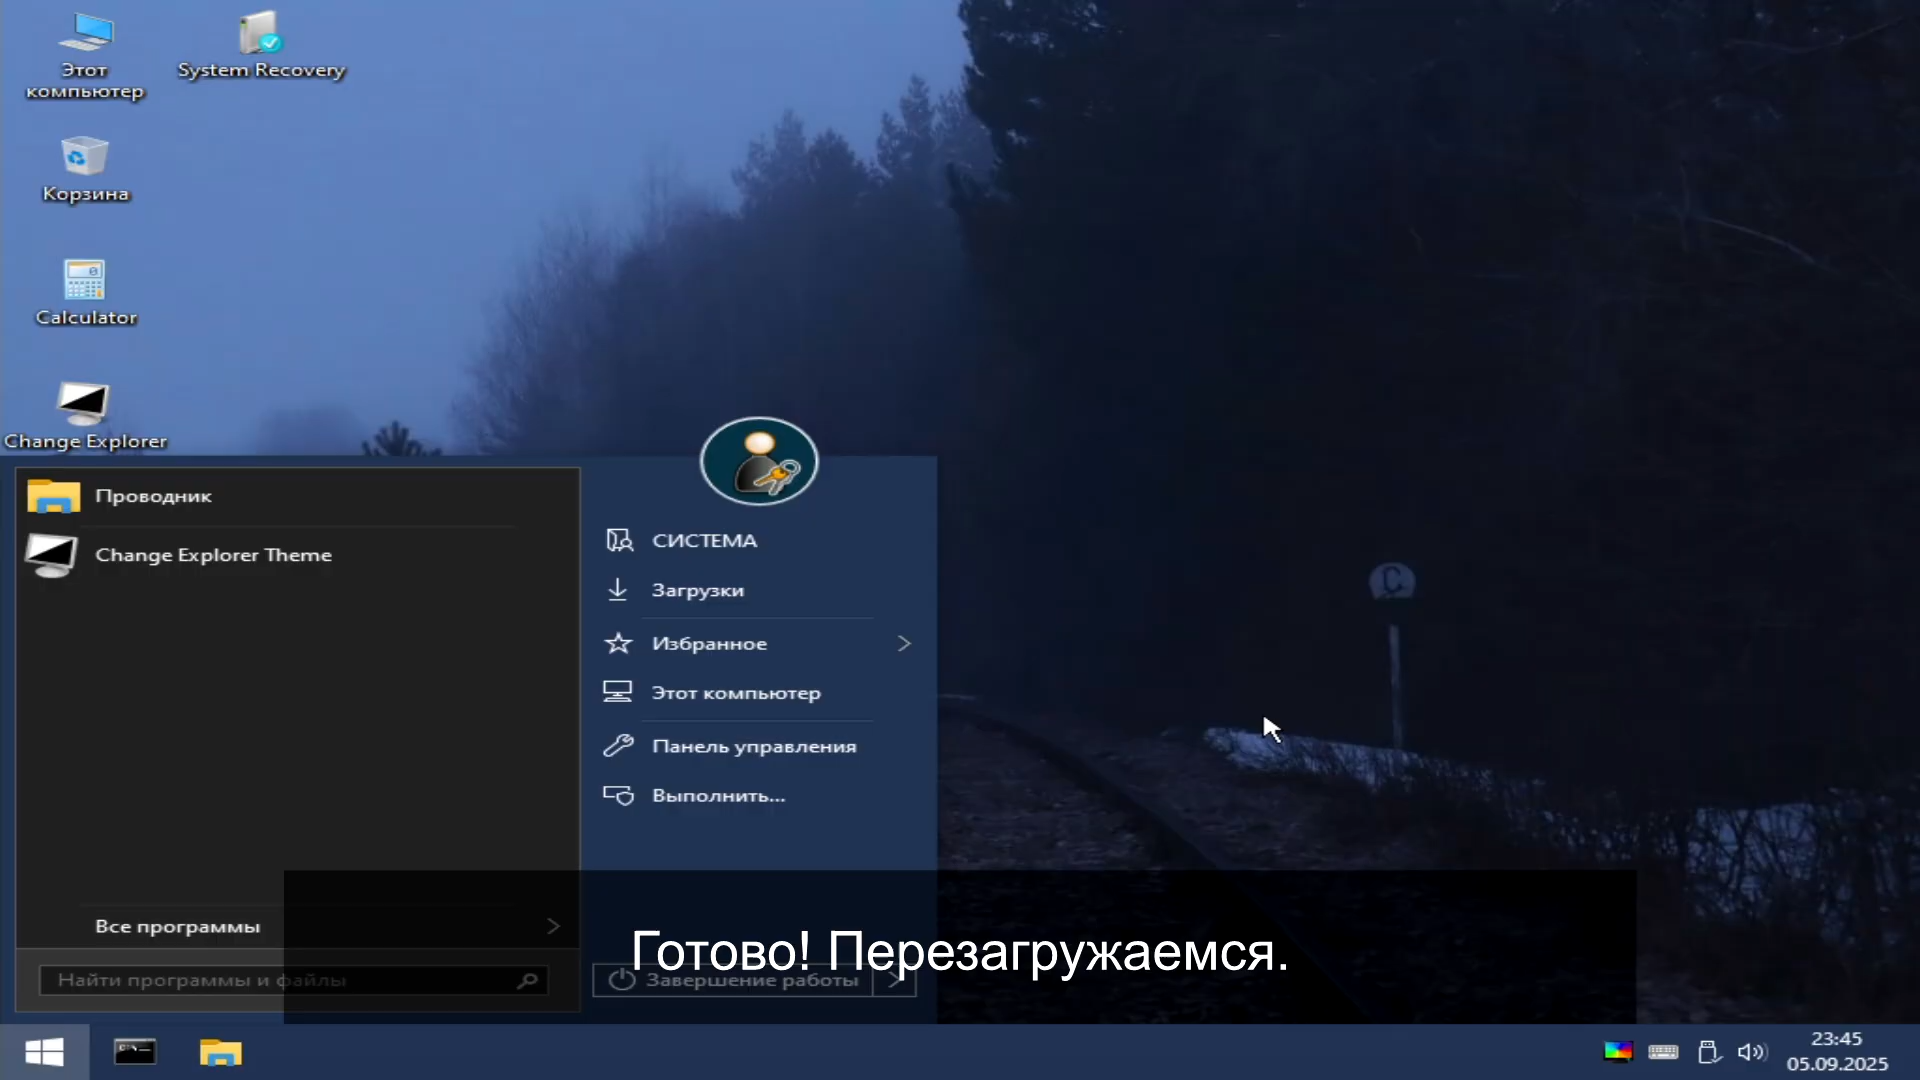 Этот
компьютер
System Recovery
Корзина
Calculator
Change Explorer
Проводник
Change Explorer Theme
Все программы
Найти программы и файлы
СИСТЕМА
Загрузки
Избранное
Этот компьютер
Панель управления
Выполнить...
Завершение работы
Готово! Перезагружаемся.
C
23:45
05.09.2025